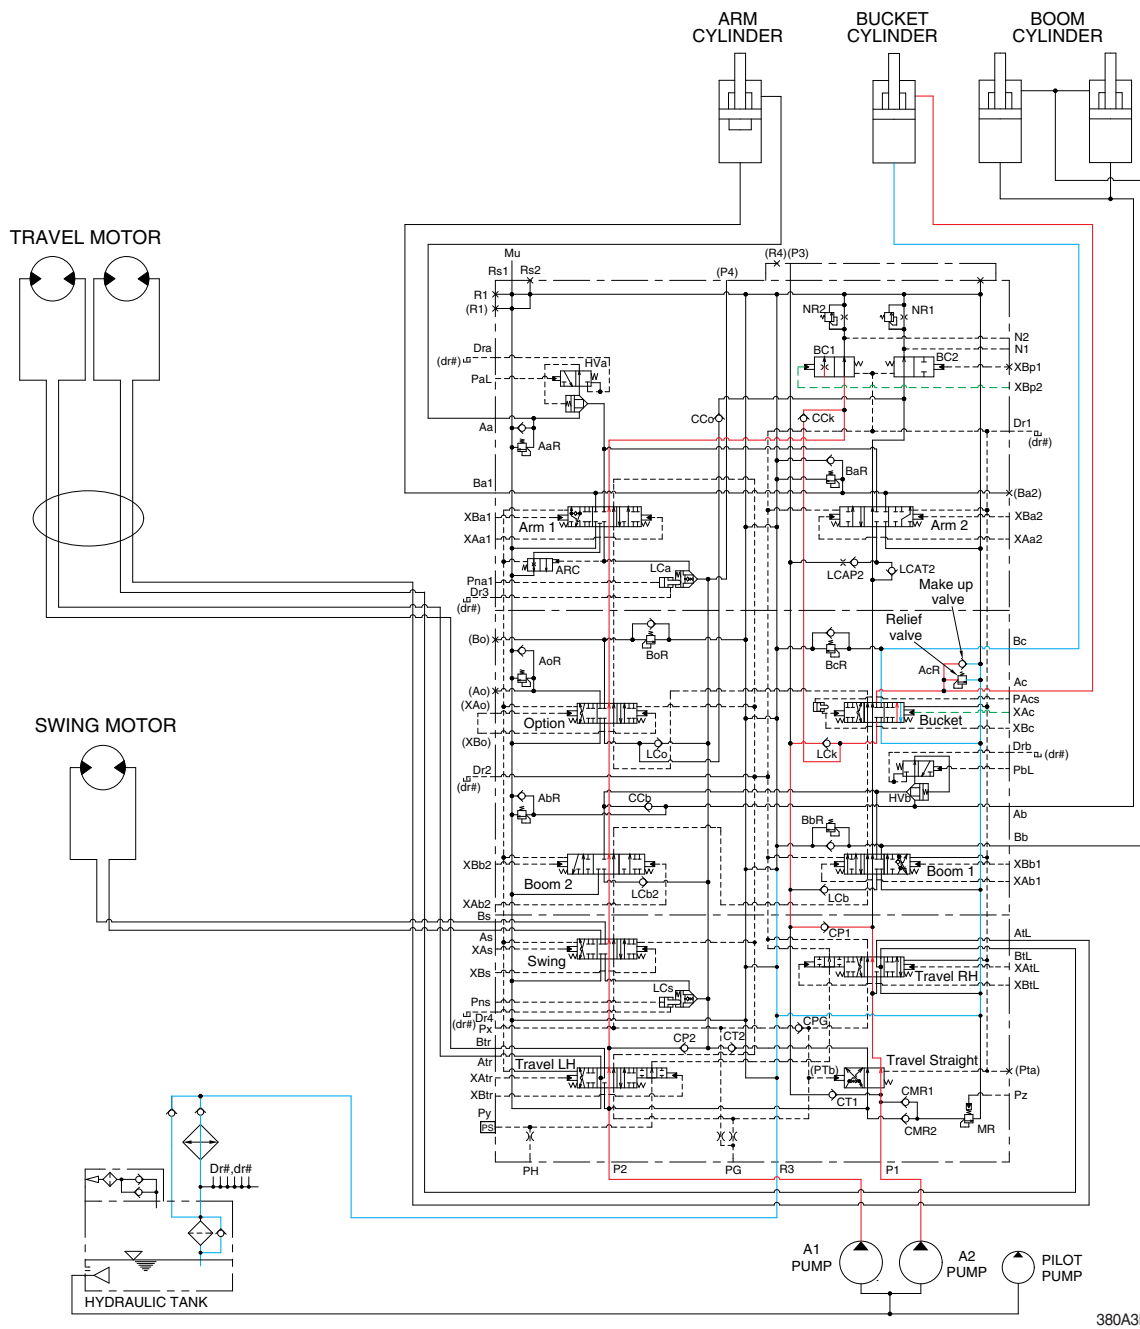 ARM
CYLINDER
BUCKET
CYLINDER
BOOM
CYLINDER
TRAVEL MOTOR
Mu
(R4)
(P3)
Rs1
Rs2
(P4)
R1
(R1)
NR2
NR1
N2
N1
Dra
(dr#)
HVa
BC1
BC2
XBp1
PaL
XBp2
CCo
CCk
Aa
AaR
Dr1
(dr#)
BaR
Ba1
(Ba2)
XBa1
Arm 1
Arm 2
XBa2
XAa1
XAa2
ARC
LCa
LCAP2
LCAT2
Pna1
Dr3
(dr#)
Make up
valve
Relief
valve
(Bo)
BoR
BcR
Bc
AoR
AcR
Ac
(Ao)
PAcs
(XAo)
XAc
Option
Bucket
XBc
SWING MOTOR
(XBo)
LCo
LCk
Drb
(dr#)
Dr2
(dr#)
PbL
HVb
AbR
CCb
Ab
BbR
Bb
XBb2
Boom 2
Boom 1
XBb1
LCb2
LCb
XAb1
XAb2
Bs
CP1
As
AtL
XAs
Swing
BtL
XBs
Travel RH
XAtL
XBtL
LCs
Pns
Dr4
(dr#)
Px
CPG
Btr
CP2
CT2
Atr
Travel LH
(PTb)
Travel Straight
XAtr
(Pta)
XBtr
CT1
CMR1
Pz
Py
PS
CMR2
MR
PH
P2
PG
R3
P1
Dr#,dr#
A1
PUMP
A2
PUMP
PILOT
PUMP
HYDRAULIC TANK